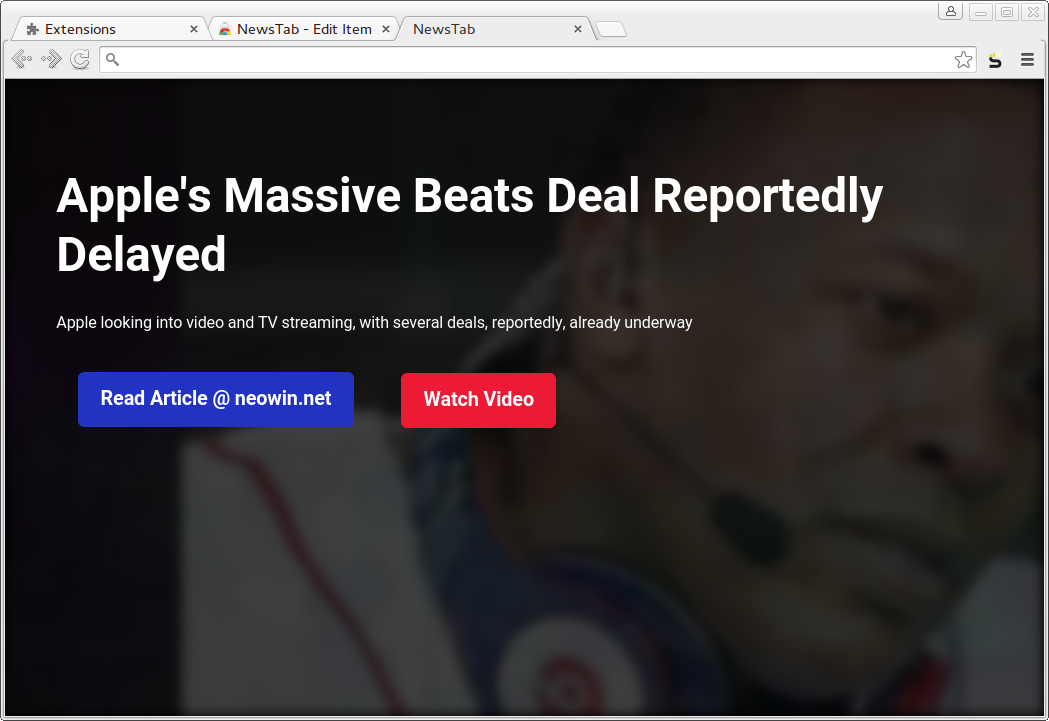 Extensions
NewsTab - Edit Item
NewsTab
Apple's Massive Beats Deal Reportedly
Delayed
Apple looking into video and TV streaming, with several deals, reportedly, already underway
Read Article @ neowin.net
Watch Video